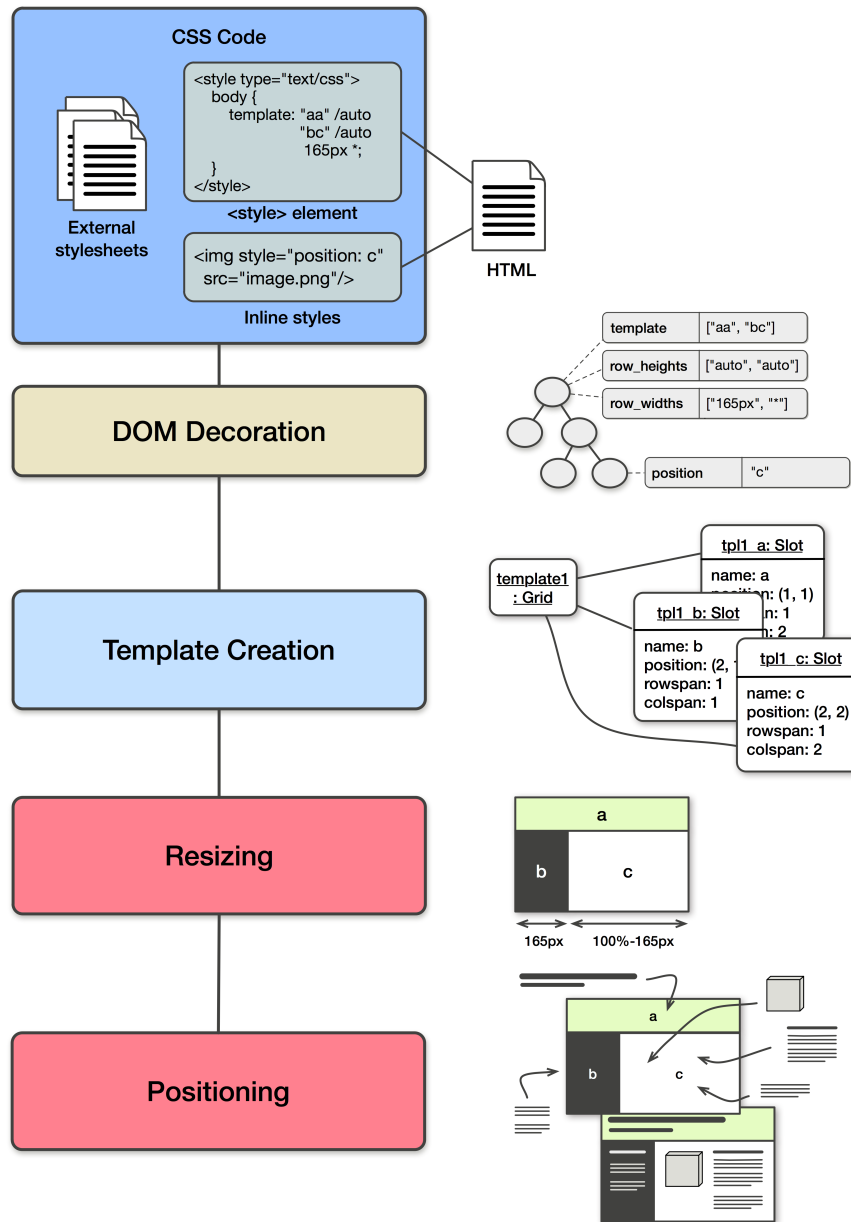 CSS Code
<style type="text/css">
body {
template: "aa" /auto
"bc" /auto
165px *;
}
</style>
<style> element
External
stylesheets
<img style="position: c"
src="image.png"/>
Inline styles
HTML
template ["aa", "bc"]
row_heights ["auto", "auto"]
row_widths ["165px", "*"]
position "c"
DOM Decoration
template1
: Grid
tpl1_a: Slot
name: a
position: (1, 1)
1
2
tpl1_b: Slot
name: b
position: (2,
rowspan: 1
colspan: 1
tpl1_c: Slot
name: c
position: (2, 2)
rowspan: 1
colspan: 2
Template Creation
a
b
c
165px
100%-165px
Resizing
a
b
c
Positioning